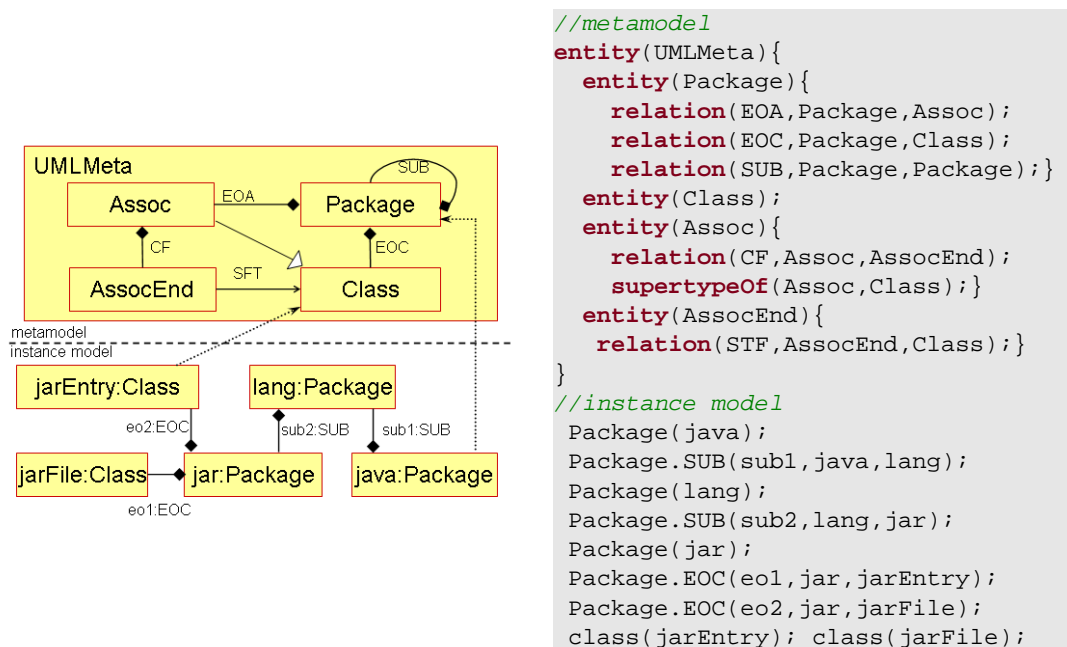 UMLMeta
SUB
Assoc
EOA
Package
CF
EOC
AssocEnd
SFT
Class
metamodel
instance model
jarEntry:Class
lang:Package
eo2:EOC
sub2:SUB
sub1:SUB
jarFile:Class
jar:Package
java:Package
eo1:EOC
//metamodel
entity(UMLMeta){
entity(Package){
relation(EOA,Package,Assoc);
relation(EOC,Package,Class);
relation(SUB,Package,Package);}
entity(Class);
entity(Assoc){
relation(CF,Assoc,AssocEnd);
supertypeOf(Assoc,Class);}
entity(AssocEnd){
relation(STF,AssocEnd,Class);}
}
//instance model
Package(java);
Package.SUB(sub1,java,lang);
Package(lang);
Package.SUB(sub2,lang,jar);
Package(jar);
Package.EOC(eo1,jar,jarEntry);
Package.EOC(eo2,jar,jarFile);
class(jarEntry); class(jarFile);